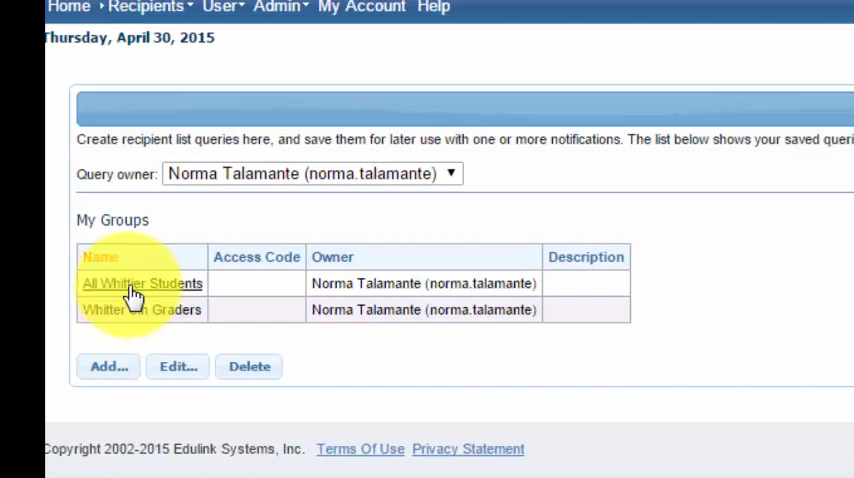 Home Recipients User Admin My Account Help
Thursday, April 30, 2015
Create recipient list queries here, and save them for later use with one or more notifications. The list below shows your saved queri
Query owner: Norma Talamante (norma.talamante)
My Groups
Name Access Code Owner Description
All Whittier Students Norma Talamante (norma.talamante)
Whitter Graders Norma Talamante (norma.talamante)
Add... Edit... Delete
Copyright 2002-2015 Edulink Systems, Inc. Terms Of Use Privacy Statement